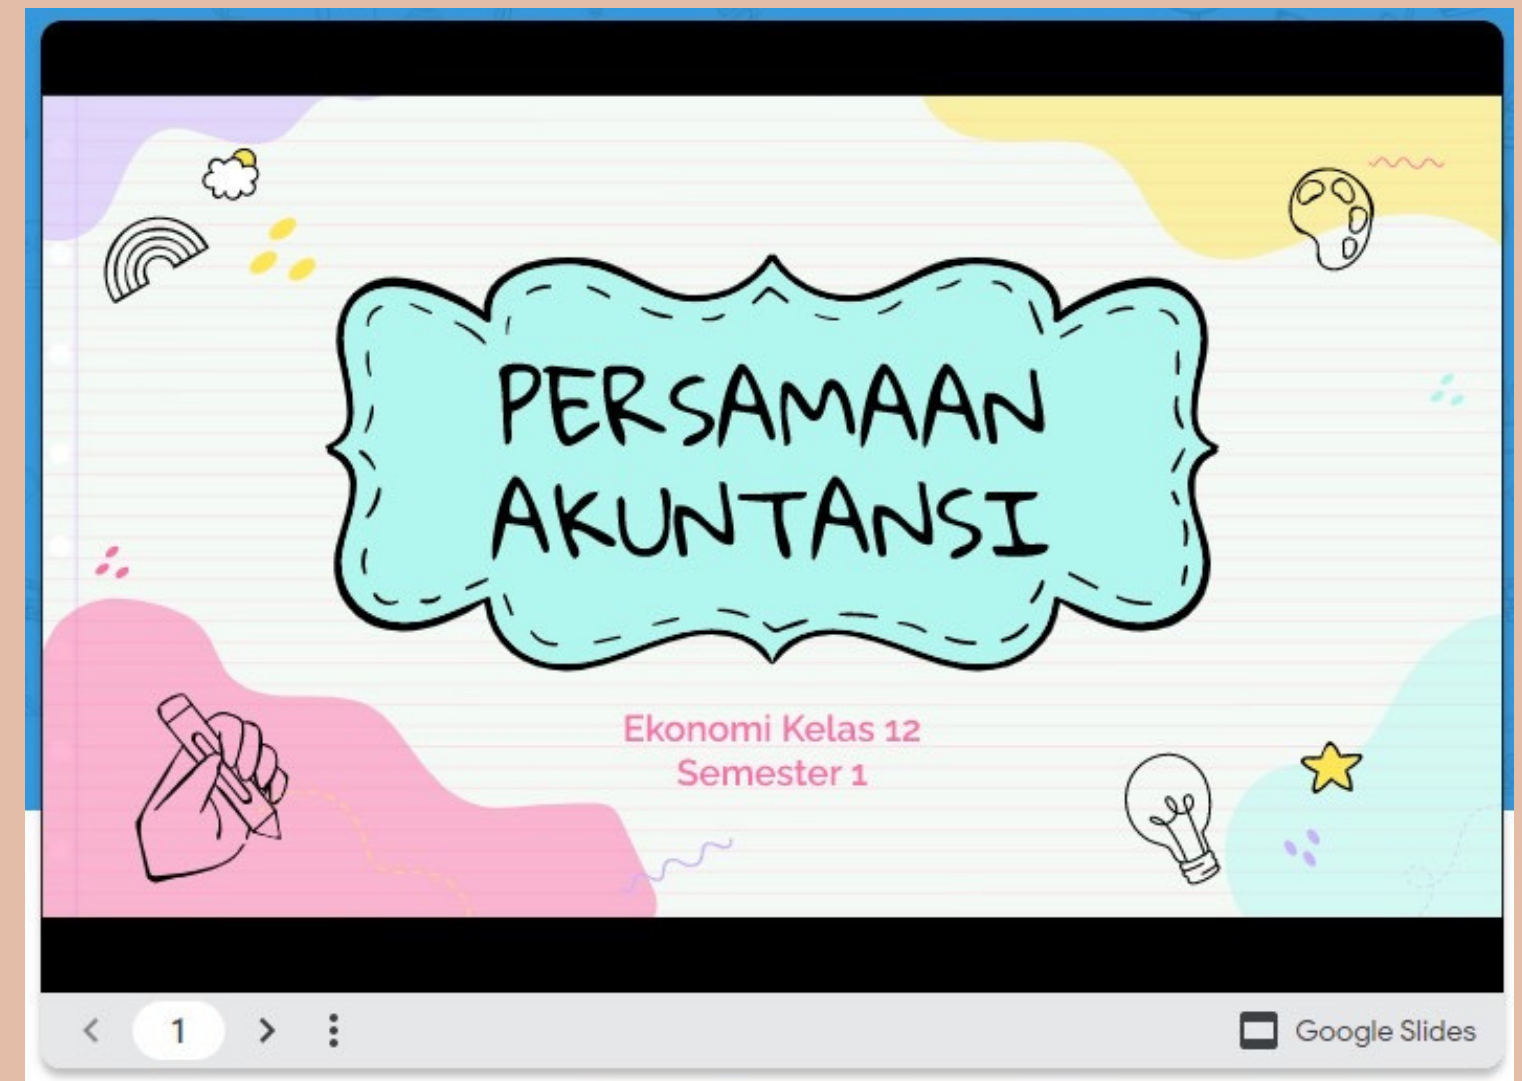 PERSAMAAN
AKUNTANSI
Ekonomi Kelas 12
Semester 1
1
Google Slides